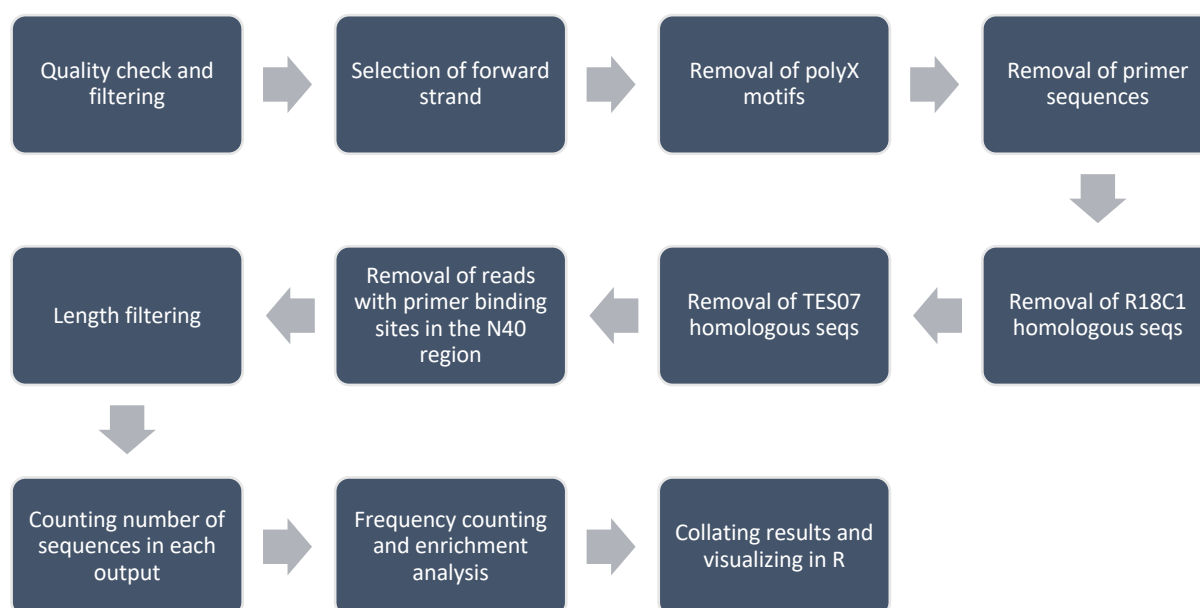 Quality check and
filtering
Selection of forward
strand
Removal of polyX
motifs
Removal of primer
sequences
Removal of R18C1
homologous seqs
Removal of TES07
homologous seqs
Removal of reads
with primer binding
sites in the N40
region
Length filtering
Counting number of
sequences in each
output
Frequency counting
and enrichment
analysis
Collating results and
visualizing in R